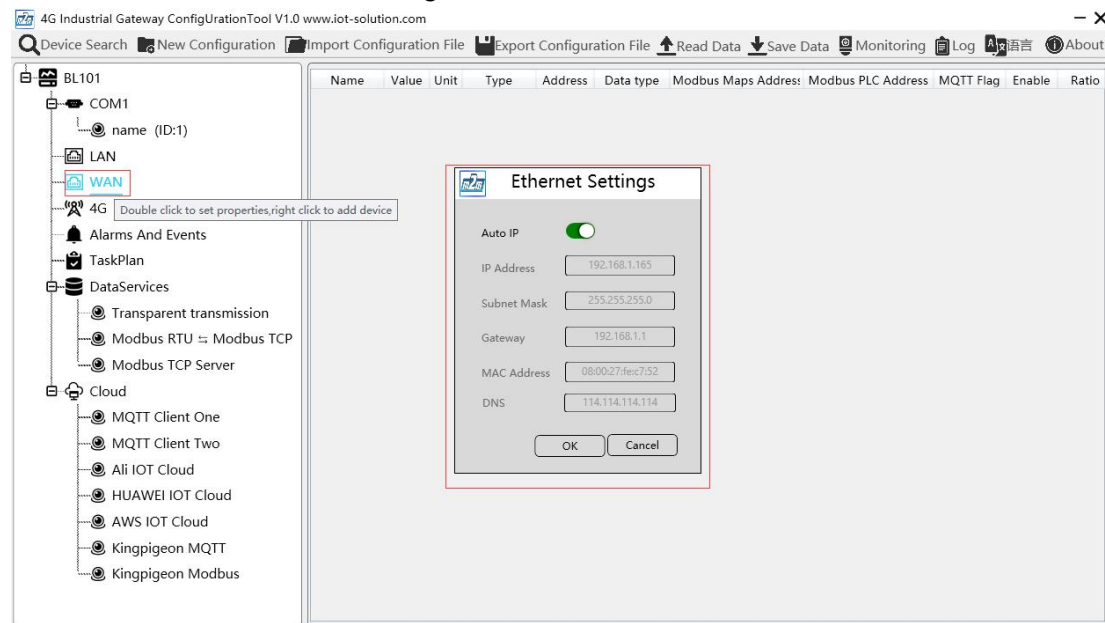 4G Industrial Gateway ConfigUrationTool V1.0 www.iot-solution.com
Device Search New Configuration Import Configuration File Export Configuration File Read Data Save Data Monitoring Log 语言 About
BL101
COM1
name (ID:1)
LAN
WAN
4G
Double click to set properties,right click to add device
Alarms And Events
TaskPlan
DataServices
Transparent transmission
Modbus RTU ⇆ Modbus TCP
Modbus TCP Server
Cloud
MQTT Client One
MQTT Client Two
Ali IOT Cloud
HUAWEI IOT Cloud
AWS IOT Cloud
Kingpigeon MQTT
Kingpigeon Modbus
Name Value Unit Type Address Data type Modbus Maps Address Modbus PLC Address MQTT Flag Enable Ratio
Ethernet Settings
Auto IP
IP Address 192.168.1.165
Subnet Mask 255.255.255.0
Gateway 192.168.1.1
MAC Address 08:00:27:fe:c7:52
DNS 114.114.114.114
OK Cancel